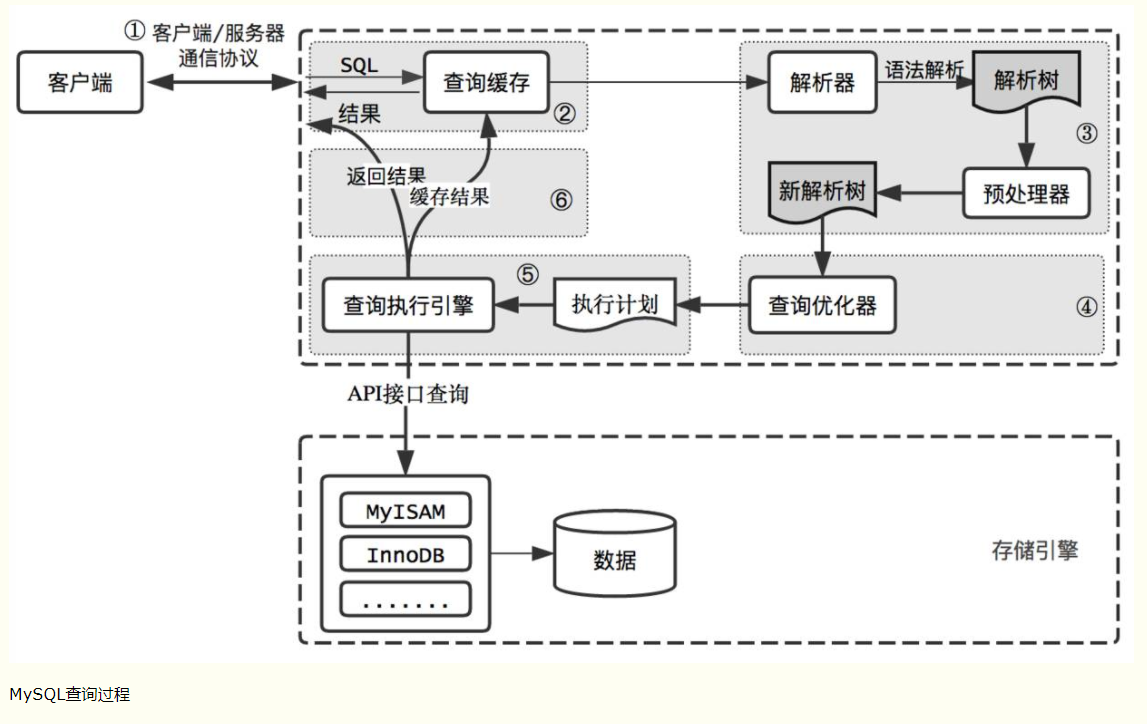 ① 客户端/服务器
通信协议
客户端
SQL
查询缓存
结果
②
解析器
语法解析
解析树
③
预处理器
新解析树
返回结果
缓存结果
⑥
查询执行引擎
⑤
执行计划
查询优化器
④
API接口查询
MyISAM
InnoDB
.......
数据
存储引擎
MySQL查询过程